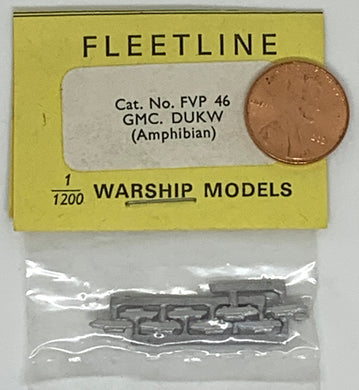 FLEETLINE
Cat. No. FVP 46
GMC. DUKW
(Amphibian)
1/1200 WARSHIP MODELS